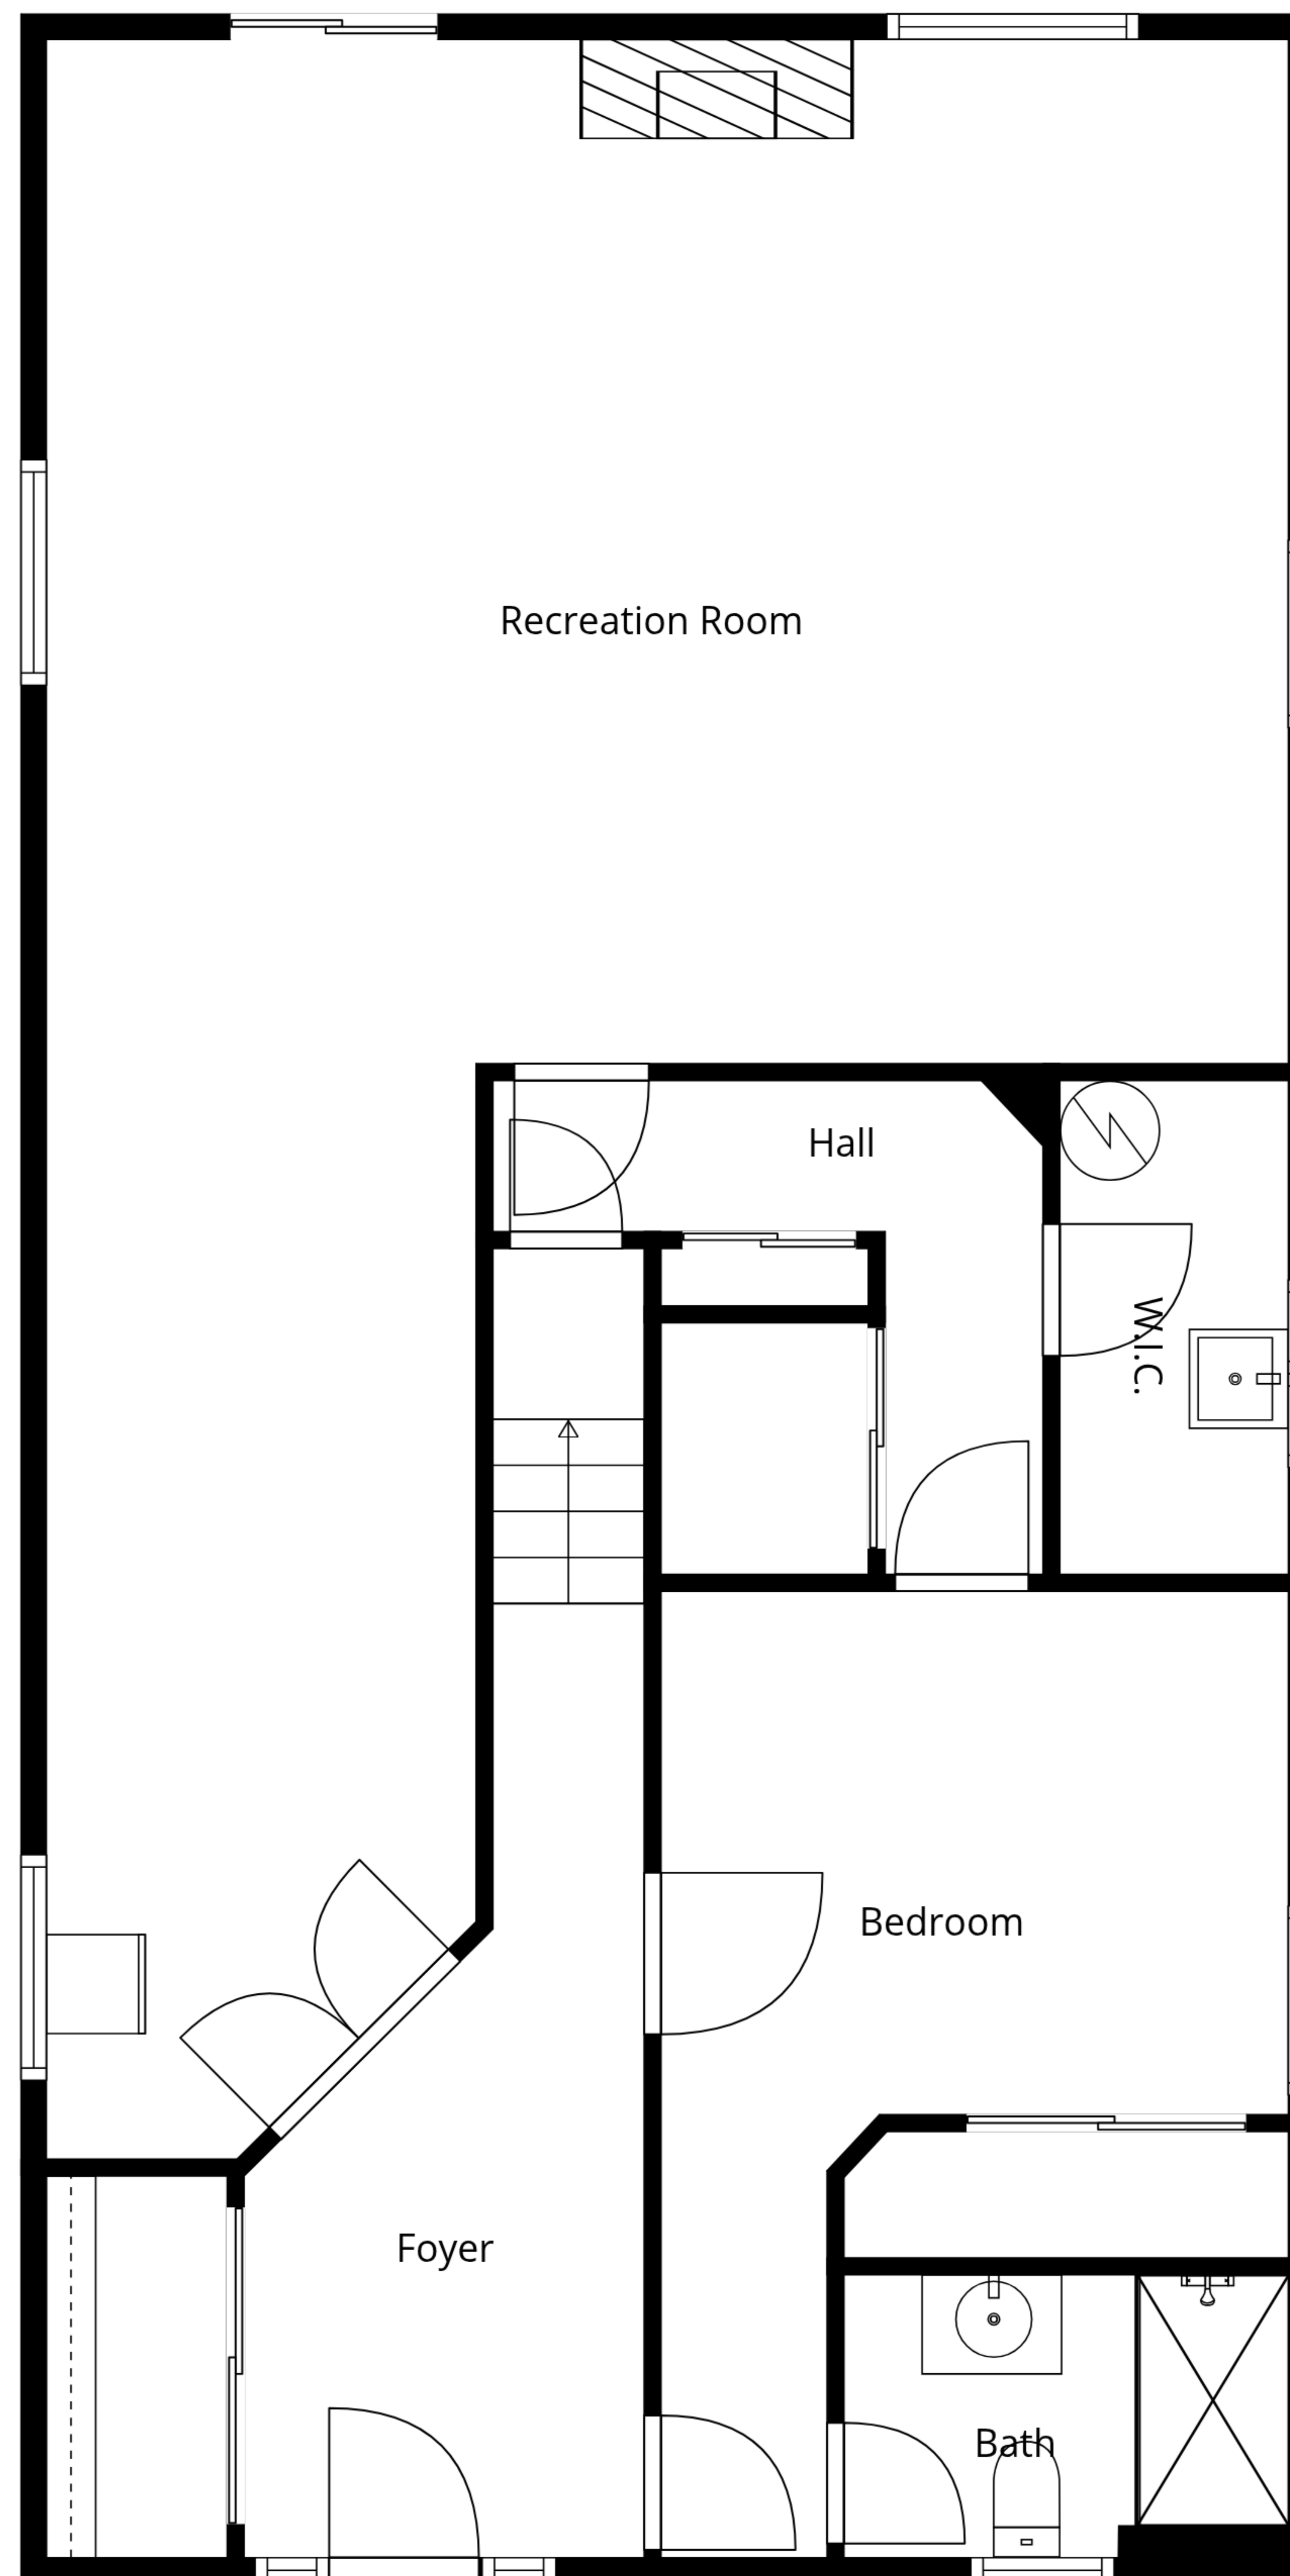 Recreation Room
Hall
W.I.C.
Bedroom
Foyer
Bath